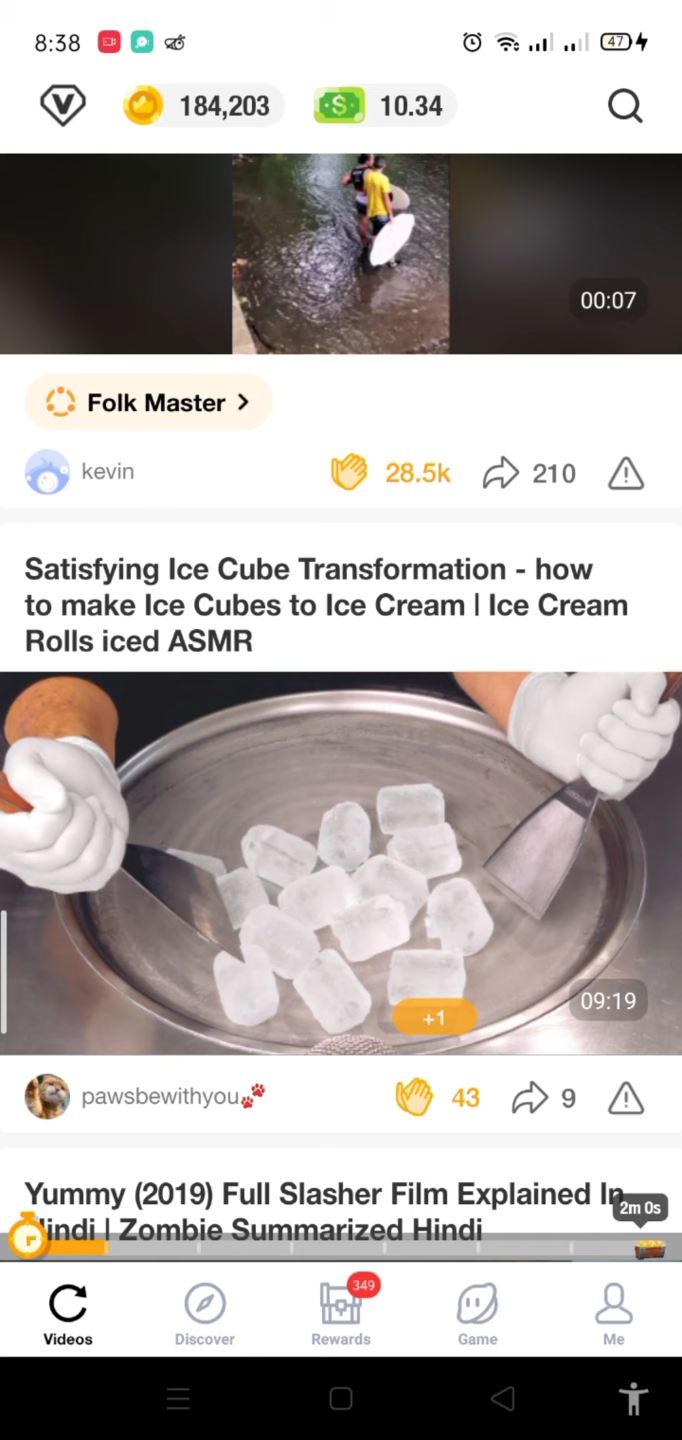 8:38
47
V
184,203
$
10.34
00:07
Folk Master
kevin
28.5k
210
Satisfying Ice Cube Transformation - how
to make Ice Cubes to Ice Cream | Ice Cream
Rolls iced ASMR
+1
09:19
pawsbewithyou
43
9
Yummy (2019) Full Slasher Film Explained In
Hindi | Zombie Summarized Hindi
2m 0s
349
Videos
Discover
Rewards
Game
Me